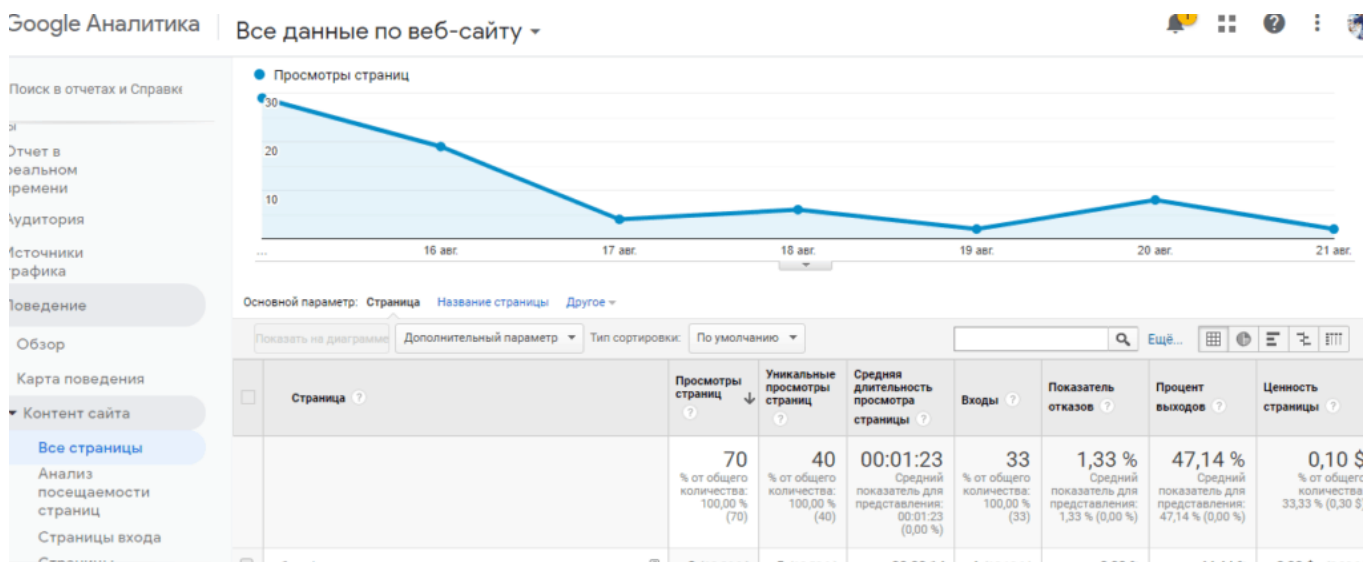 Google Аналитика
Все данные по веб-сайту
1
Поиск в отчетах и Справке
ы
Отчет в
реальном
времени
Аудитория
Источники
трафика
Поведение
Обзор
Карта поведения
Контент сайта
Все страницы
Анализ
посещаемости
страниц
Страницы входа
Страницы
Просмотры страниц
30
20
10
...
16 авг.
17 авг.
18 авг.
19 авг.
20 авг.
21 авг.
Основной параметр: Страница Название страницы Другое
Показать на диаграмме Дополнительный параметр Тип сортировки: По умолчанию Ещё...
Страница ?
Просмотры
страниц
?
Уникальные
просмотры
страниц
?
Средняя
длительность
просмотра
страницы ?
Входы ?
Показатель
отказов ?
Процент
выходов ?
Ценность
страницы ?
70
% от общего
количества:
100,00 %
(70)
40
% от общего
количества:
100,00 %
(40)
00:01:23
Средний
показатель для
представления:
00:01:23
(0,00 %)
33
% от общего
количества:
100,00 %
(33)
1,33 %
Средний
показатель для
представления:
1,33 % (0,00 %)
47,14 %
Средний
показатель для
представления:
47,14 % (0,00 %)
0,10 $
% от общего
количества:
33,33 % (0,30 $)